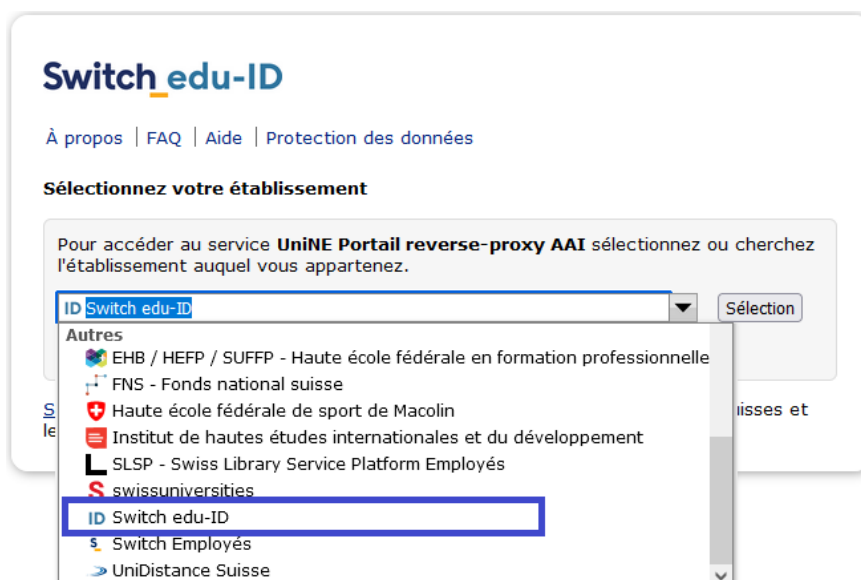 Switch edu-ID
À propos | FAQ | Aide | Protection des données
Sélectionnez votre établissement
Pour accéder au service UniNE Portail reverse-proxy AAI sélectionnez ou cherchez
l'établissement auquel vous appartenez.
ID Switch edu-ID Sélection
Autres
EHB / HEFP / SUFFP - Haute école fédérale en formation professionnelle
FNS - Fonds national suisse
Haute école fédérale de sport de Macolin
S isses et
Institut de hautes études internationales et du développement
le
SLSP - Swiss Library Service Platform Employés
S swissuniversities
ID Switch edu-ID
S_ Switch Employés
UniDistance Suisse